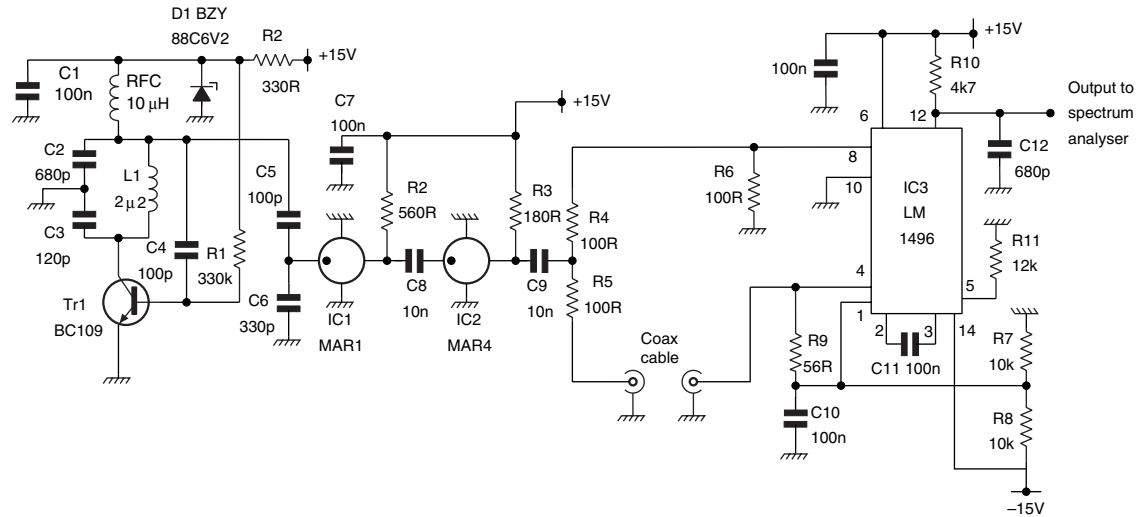 D1 BZY
88C6V2
R2
330R
+15V
C1
100n
RFC
10 µH
C2
680p
L1
2µ2
C3
120p
C4
100p
R1
330k
Tr1
BC109
C5
100p
C6
330p
C7
100n
+15V
R2
560R
R3
180R
IC1
MAR1
C8
10n
IC2
MAR4
C9
10n
R4
100R
R5
100R
Coax
cable
R6
100R
100n
+15V
R10
4k7
6
12
8
10
IC3
LM
1496
4
5
1
2
3
14
Output to
spectrum
analyser
C12
680p
R11
12k
R9
56R
C11 100n
R7
10k
C10
100n
R8
10k
–15V